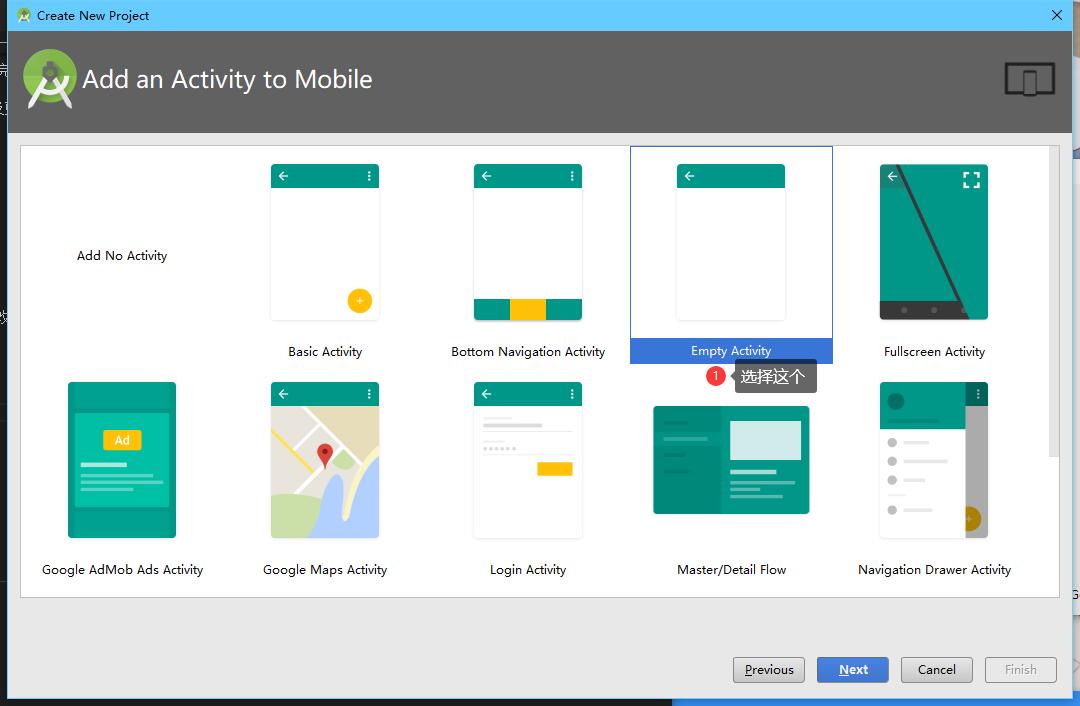 Create New Project
Add an Activity to Mobile
Add No Activity
Basic Activity
Bottom Navigation Activity
Empty Activity
Fullscreen Activity
1 选择这个
Ad
Google AdMob Ads Activity
Google Maps Activity
Login Activity
Master/Detail Flow
Navigation Drawer Activity
Previous
Next
Cancel
Finish